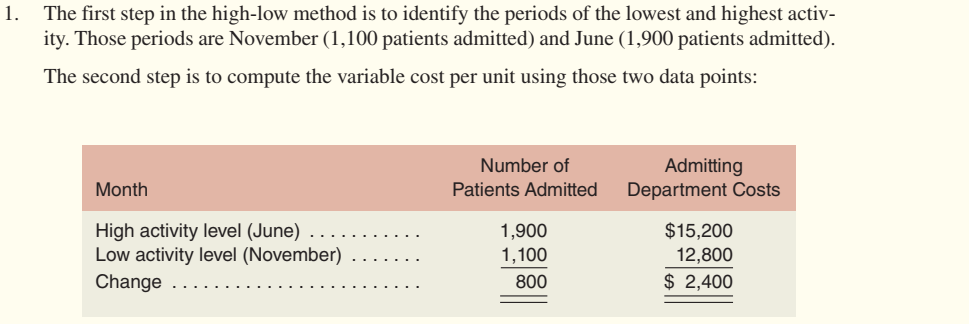 1. The first step in the high-low method is to identify the periods of the lowest and highest activ-
ity. Those periods are November (1,100 patients admitted) and June (1,900 patients admitted).
The second step is to compute the variable cost per unit using those two data points:
Number of Admitting
Month Patients Admitted Department Costs
High activity level (June) . . . . . . . . . . . 1,900 $15,200
Low activity level (November) . . . . . . . 1,100 12,800
Change . . . . . . . . . . . . . . . . . . . . . . . . 800 $ 2,400